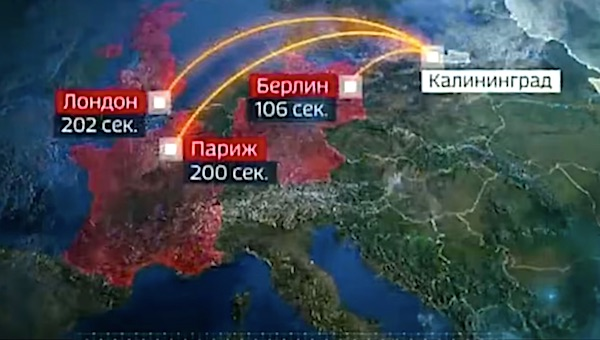 Лондон
202 сек.
Берлин
106 сек.
Калининград
Париж
200 сек.